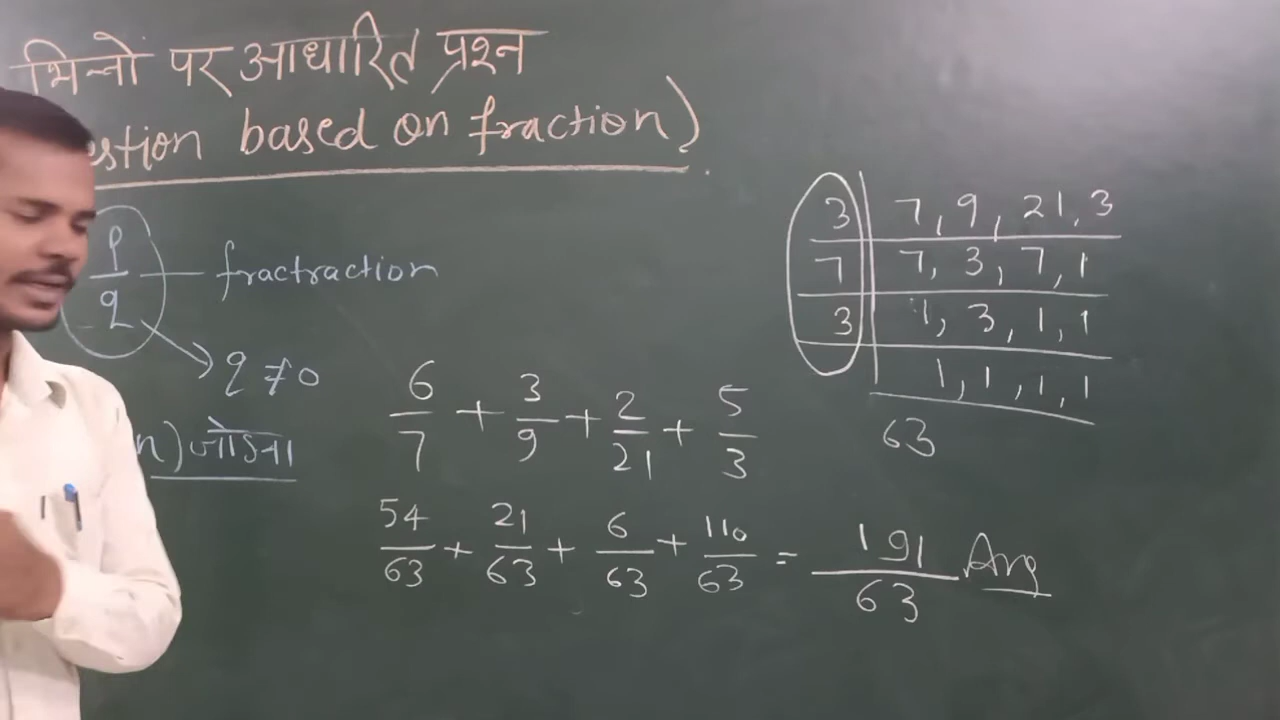 भिन्नो पर आधारित प्रश्न
estion based on fraction)
p/q — fractraction
q ≠ 0
n) जोडना
6/7 + 3/9 + 2/21 + 5/3
54/63 + 21/63 + 6/63 + 110/63 = 191/63 Ans
3 | 7, 9, 21, 3
7 | 7, 3, 7, 1
3 | 1, 3, 1, 1
1, 1, 1, 1
63